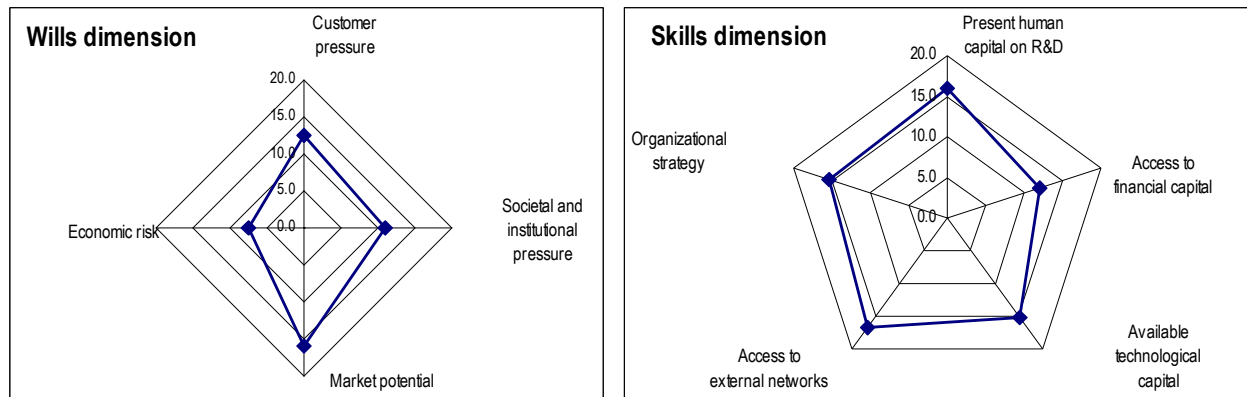 Wills dimension
Customer
pressure
20.0
15.0
10.0
5.0
0.0
Economic risk
Societal and
institutional
pressure
Market potential
Skills dimension
Present human
capital on R&D
20.0
15.0
10.0
5.0
0.0
Organizational
strategy
Access to
financial capital
Access to
external networks
Available
technological
capital